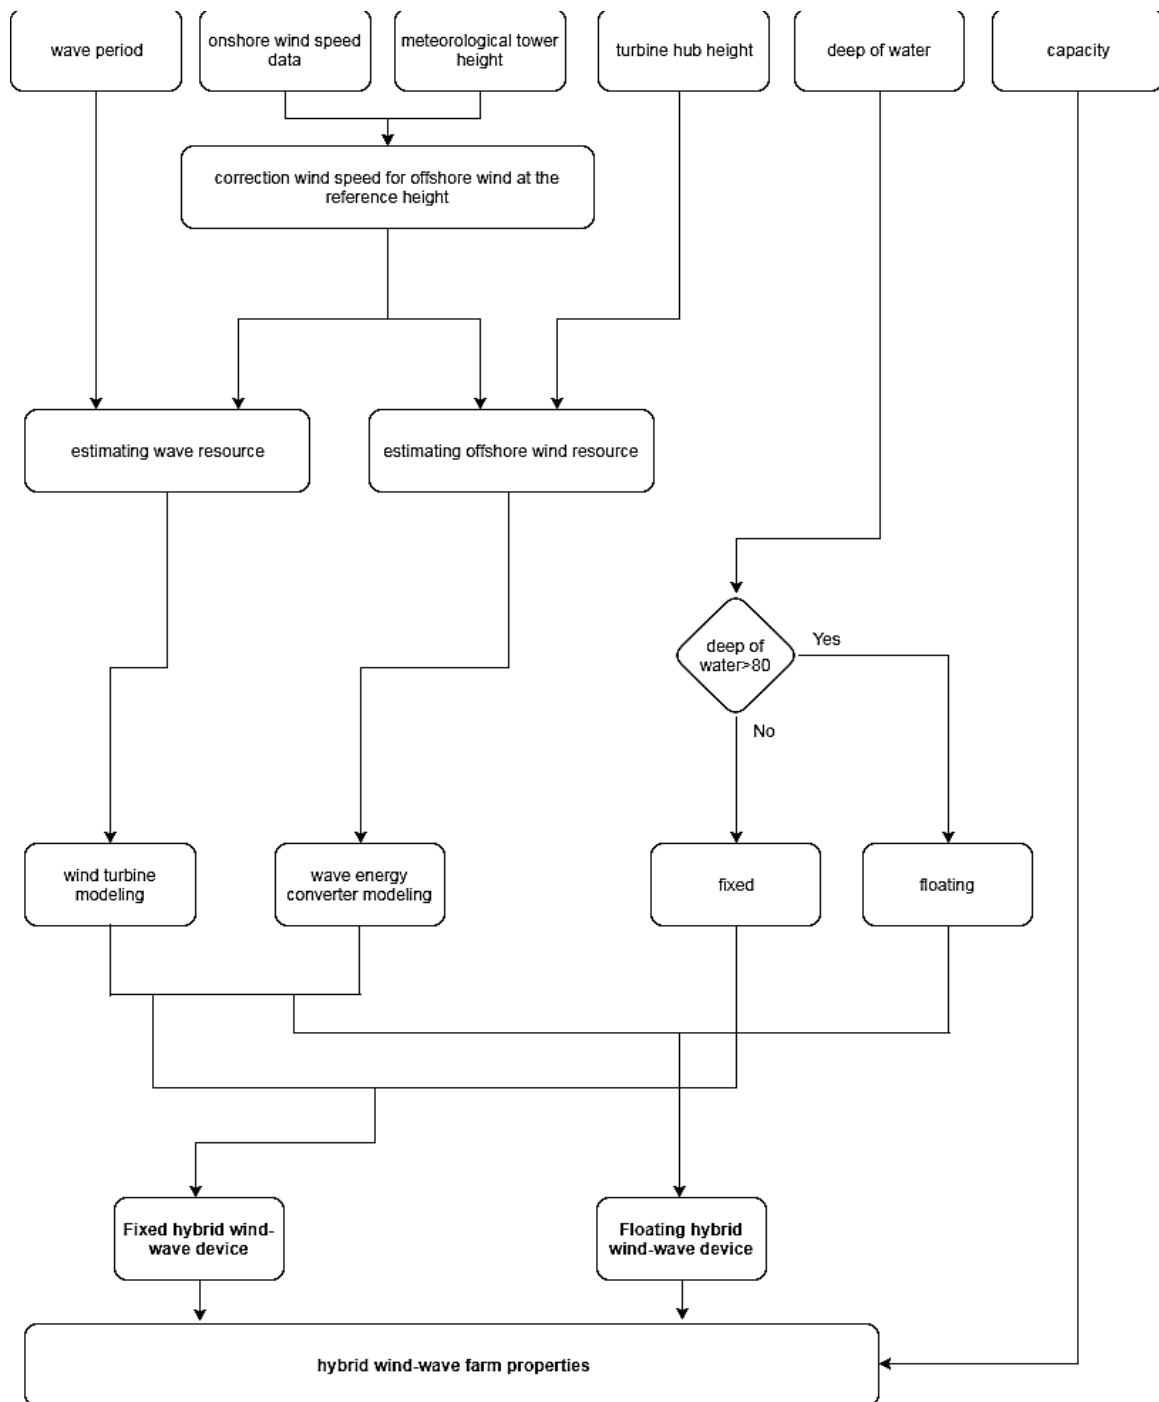 wave period
onshore wind speed
data
meteorological tower
height
turbine hub height
deep of water
capacity
correction wind speed for offshore wind at the
reference height
estimating wave resource
estimating offshore wind resource
deep of
water>80
Yes
No
wind turbine
modeling
wave energy
converter modeling
fixed
floating
Fixed hybrid wind-
wave device
Floating hybrid
wind-wave device
hybrid wind-wave farm properties